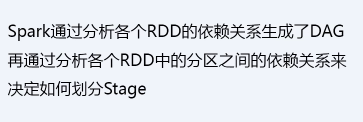 Spark通过分析各个RDD的依赖关系生成了DAG
再通过分析各个RDD中的分区之间的依赖关系来
决定如何划分Stage